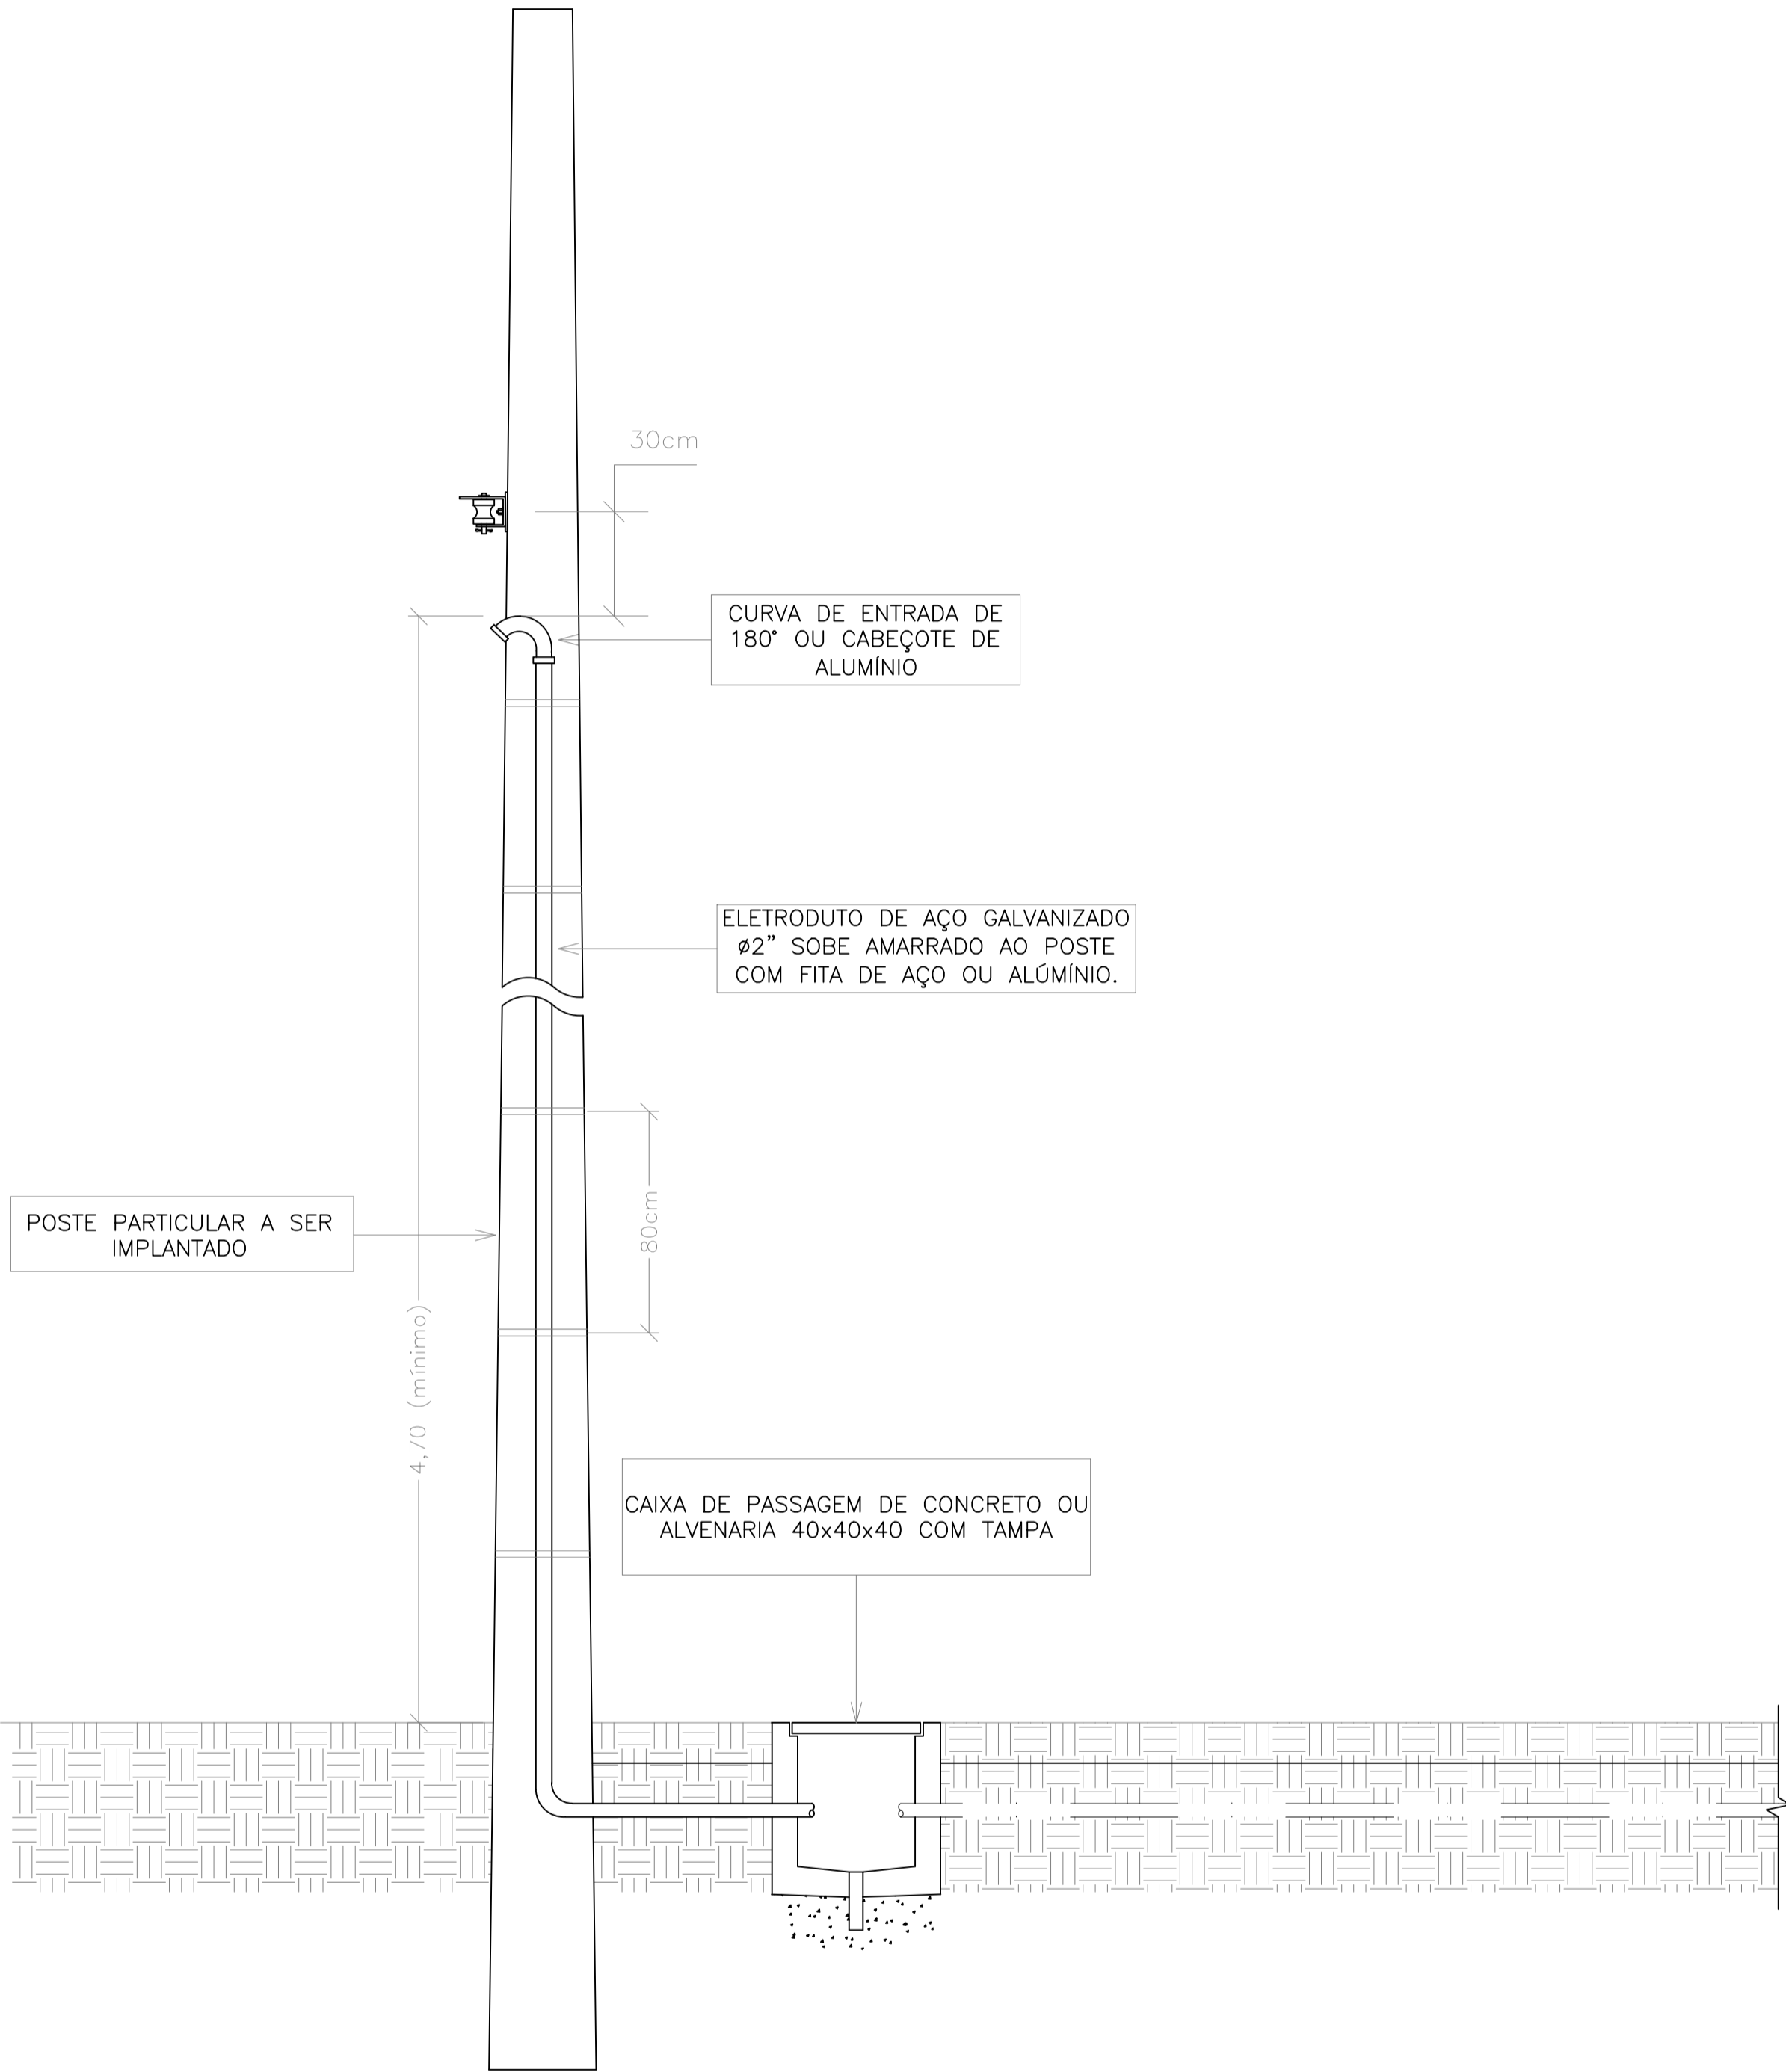 30cm
CURVA DE ENTRADA DE
180° OU CABEÇOTE DE
ALUMÍNIO
ELETRODUTO DE AÇO GALVANIZADO
ø2” SOBE AMARRADO AO POSTE
COM FITA DE AÇO OU ALÚMÍNIO.
80cm
POSTE PARTICULAR A SER
IMPLANTADO
4,70 (mínimo)
CAIXA DE PASSAGEM DE CONCRETO OU
ALVENARIA 40x40x40 COM TAMPA